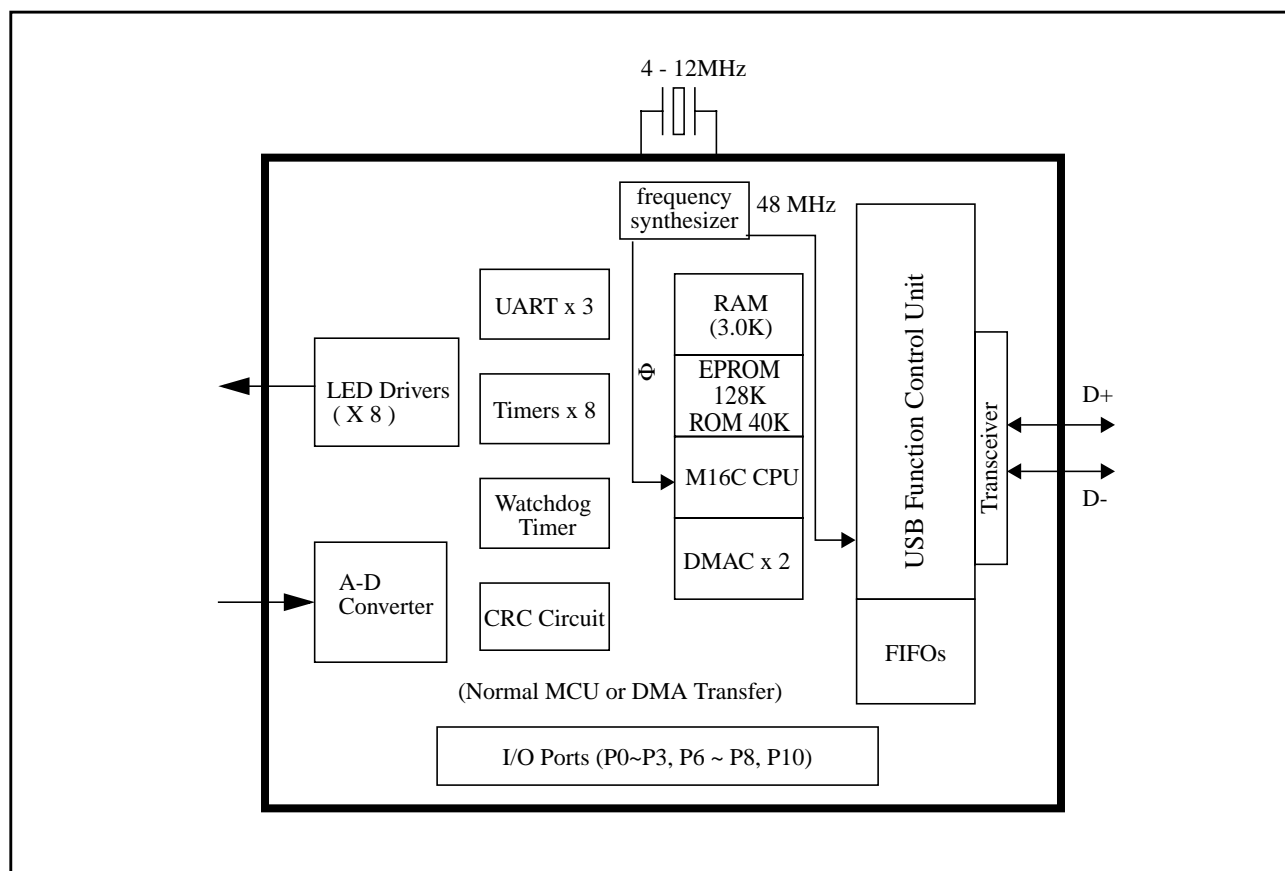 4 - 12MHz
frequency
synthesizer
48 MHz
UART x 3
RAM
(3.0K)
Φ
LED Drivers
( X 8 )
Timers x 8
EPROM
128K
ROM 40K
M16C CPU
Watchdog
Timer
DMAC x 2
A-D
Converter
CRC Circuit
USB Function Control Unit
Transceiver
D+
D-
FIFOs
(Normal MCU or DMA Transfer)
I/O Ports (P0~P3, P6 ~ P8, P10)